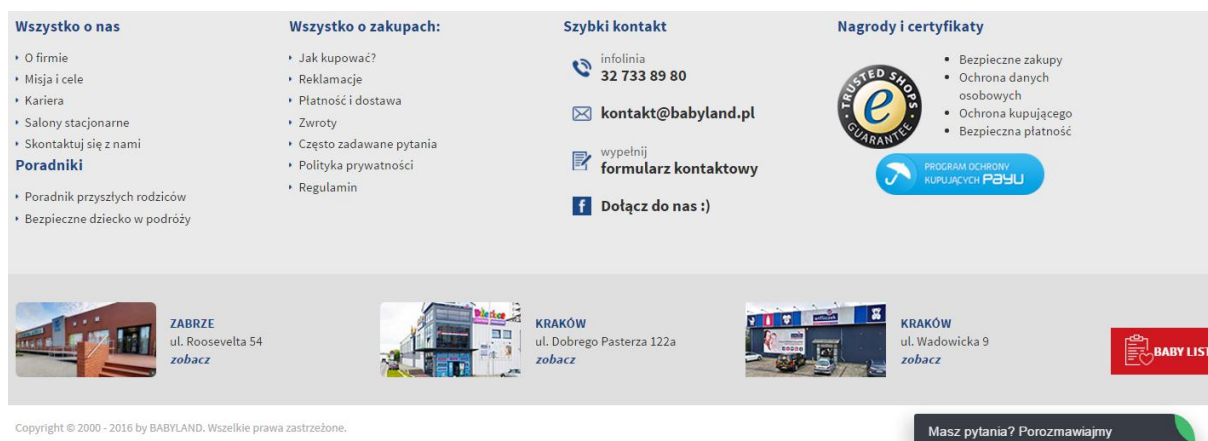 Wszystko o nas
O firmie
Misja i cele
Kariera
Salony stacjonarne
Skontaktuj się z nami
Poradniki
Poradnik przyszłych rodziców
Bezpieczne dziecko w podróży
Wszystko o zakupach:
Jak kupować?
Reklamacje
Płatność i dostawa
Zwroty
Często zadawane pytania
Polityka prywatności
Regulamin
Szybki kontakt
infolinia
32 733 89 80
kontakt@babyland.pl
wypełnij
formularz kontaktowy
Dołącz do nas :)
Nagrody i certyfikaty
TRUSTED SHOPS
e
GUARANTEE
Bezpieczne zakupy
Ochrona danych
osobowych
Ochrona kupującego
Bezpieczna płatność
PROGRAM OCHRONY
KUPUJĄCYCH PayU
ZABRZE
ul. Roosevelta 54
zobacz
KRAKÓW
ul. Dobrego Pasterza 122a
zobacz
KRAKÓW
ul. Wadowicka 9
zobacz
BABY LIST
Copyright © 2000 - 2016 by BABYLAND. Wszelkie prawa zastrzeżone.
Masz pytania? Porozmawiajmy